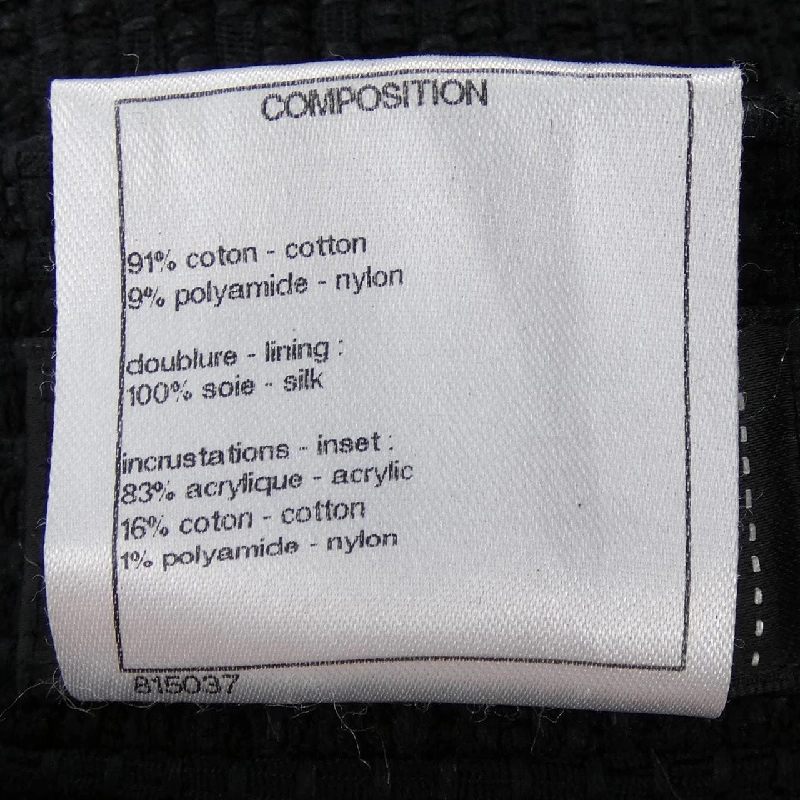 COMPOSITION
91% coton - cotton
9% polyamide - nylon
doublure - lining :
100% soie - silk
incrustations - inset :
83% acrylique - acrylic
16% coton - cotton
1% polyamide - nylon
815037